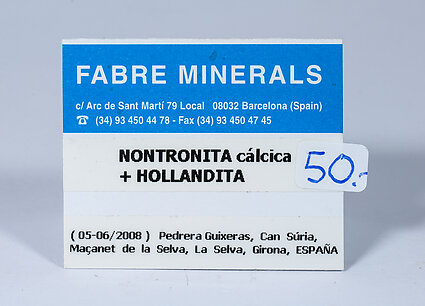 FABRE MINERALS
c/ Arc de Sant Martí 79 Local 08032 Barcelona (Spain)
☎ (34) 93 450 44 78 - Fax (34) 93 450 47 45
NONTRONITA cálcica
+ HOLLANDITA
50.-
( 05-06/2008 ) Pedrera Guixeras, Can Súria,
Maçanet de la Selva, La Selva, Girona, ESPAÑA